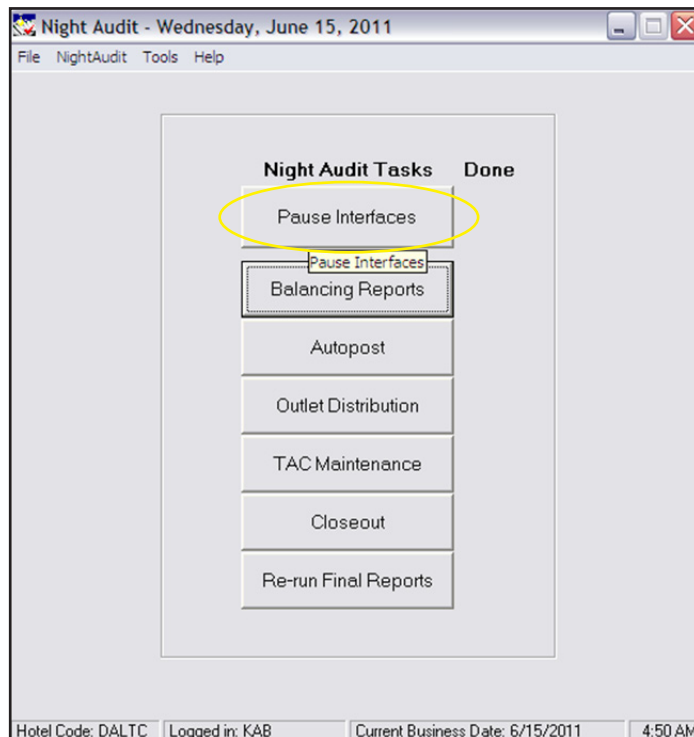 Night Audit - Wednesday, June 15, 2011
File NightAudit Tools Help
Night Audit Tasks Done
Pause Interfaces
Pause Interfaces
Balancing Reports
Autopost
Outlet Distribution
TAC Maintenance
Closeout
Re-run Final Reports
Hotel Code: DALTC Logged in: KAB Current Business Date: 6/15/2011 4:50 AM